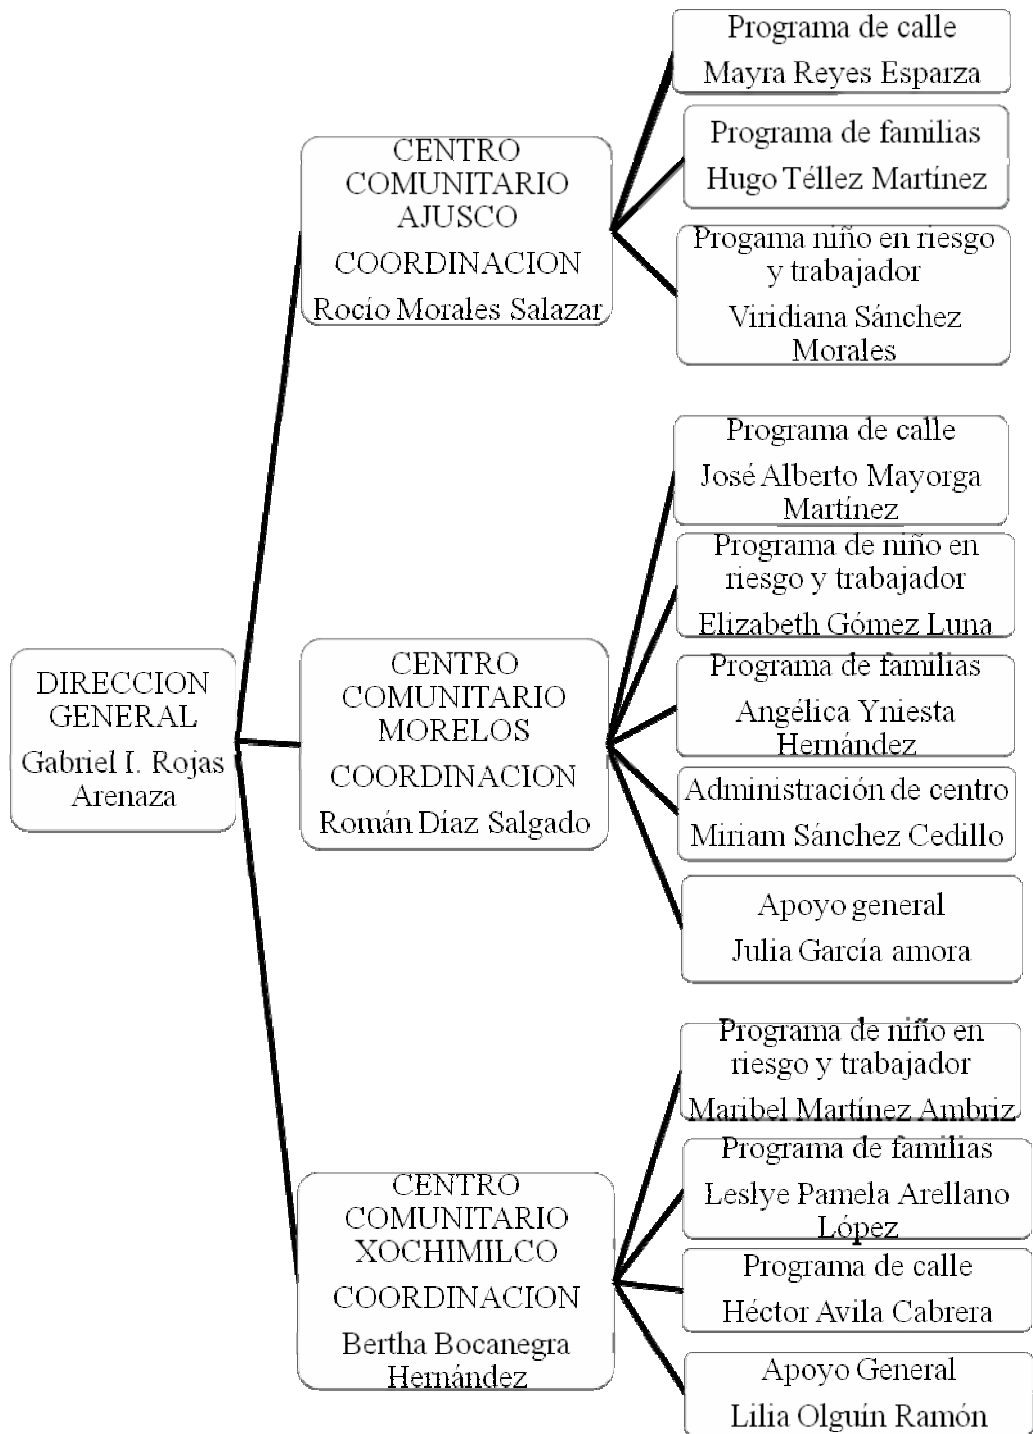 DIRECCION
GENERAL
Gabriel I. Rojas
Arenaza
CENTRO
COMUNITARIO
AJUSCO
COORDINACION
Rocío Morales Salazar
Programa de calle
Mayra Reyes Esparza
Programa de familias
Hugo Téllez Martínez
Progama niño en riesgo
y trabajador
Viridiana Sánchez
Morales
CENTRO
COMUNITARIO
MORELOS
COORDINACION
Román Díaz Salgado
Programa de calle
José Alberto Mayorga
Martínez
Programa de niño en
riesgo y trabajador
Elizabeth Gómez Luna
Programa de familias
Angélica Yniesta
Hernández
Administración de centro
Miriam Sánchez Cedillo
Apoyo general
Julia García amora
CENTRO
COMUNITARIO
XOCHIMILCO
COORDINACION
Bertha Bocanegra
Hernández
Programa de niño en
riesgo y trabajador
Maribel Martínez Ambriz
Programa de familias
Leslye Pamela Arellano
López
Programa de calle
Héctor Avila Cabrera
Apoyo General
Lilia Olguín Ramón